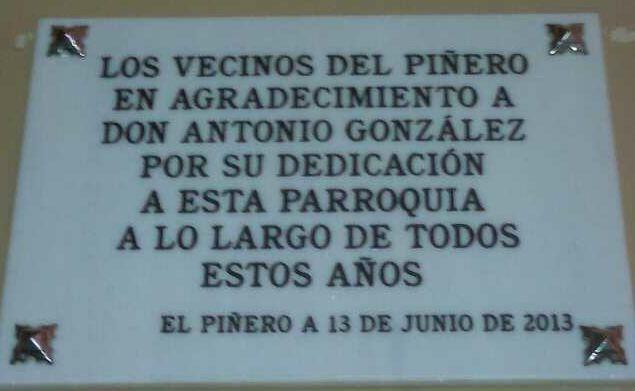 LOS VECINOS DEL PIÑERO
EN AGRADECIMIENTO A
DON ANTONIO GONZÁLEZ
POR SU DEDICACIÓN
A ESTA PARROQUIA
A LO LARGO DE TODOS
ESTOS AÑOS
EL PIÑERO A 13 DE JUNIO DE 2013